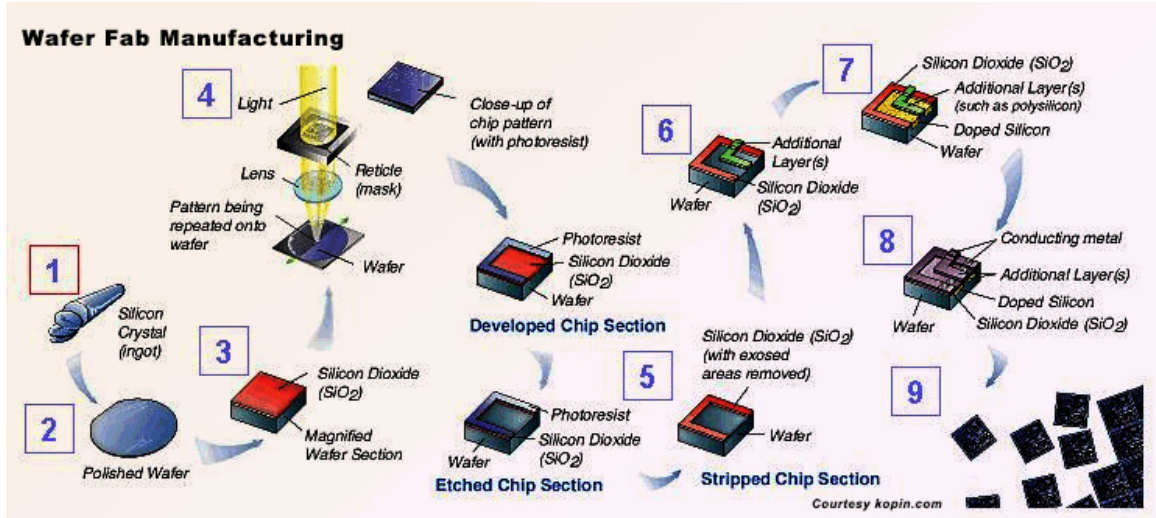 Wafer Fab Manufacturing
1
Silicon
Crystal
(ingot)
2
Polished Wafer
3
Silicon Dioxide
(SiO2)
Magnified
Wafer Section
4
Light
Reticle
(mask)
Lens
Pattern being
repeated onto
wafer
Wafer
Close-up of
chip pattern
(with photoresist)
Photoresist
Silicon Dioxide
(SiO2)
Wafer
Developed Chip Section
Photoresist
Silicon Dioxide
(SiO2)
Wafer
Etched Chip Section
5
Silicon Dioxide (SiO2)
(with exosed
areas removed)
Wafer
Stripped Chip Section
6
Additional
Layer(s)
Silicon Dioxide
(SiO2)
Wafer
7
Silicon Dioxide (SiO2)
Additional Layer(s)
(such as polysilicon)
Doped Silicon
Wafer
8
Conducting metal
Additional Layer(s)
Doped Silicon
Silicon Dioxide (SiO2)
Wafer
9
Courtesy kopin.com